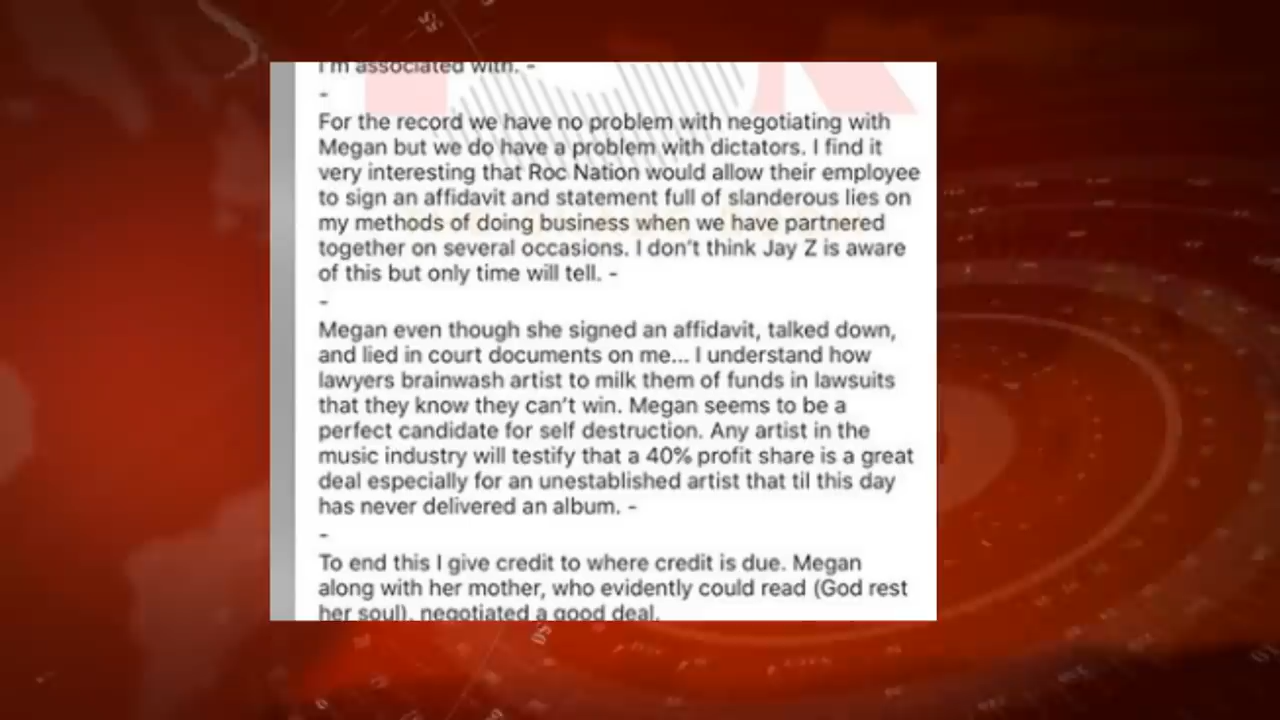 I'm associated with. -
-
For the record we have no problem with negotiating with
Megan but we do have a problem with dictators. I find it
very interesting that Roc Nation would allow their employee
to sign an affidavit and statement full of slanderous lies on
my methods of doing business when we have partnered
together on several occasions. I don't think Jay Z is aware
of this but only time will tell. -
-
Megan even though she signed an affidavit, talked down,
and lied in court documents on me... I understand how
lawyers brainwash artist to milk them of funds in lawsuits
that they know they can't win. Megan seems to be a
perfect candidate for self destruction. Any artist in the
music industry will testify that a 40% profit share is a great
deal especially for an unestablished artist that til this day
has never delivered an album. -
-
To end this I give credit to where credit is due. Megan
along with her mother, who evidently could read (God rest
her soul), negotiated a good deal.